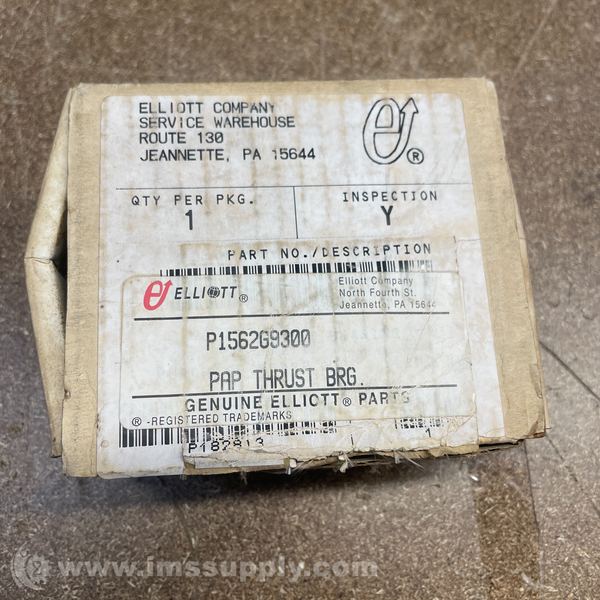 ELLIOTT COMPANY
SERVICE WAREHOUSE
ROUTE 130
JEANNETTE, PA 15644
e ®
QTY PER PKG.
1
INSPECTION
Y
PART NO./DESCRIPTION
e ELLIOTT®
Elliott Company
North Fourth St.
Jeannette, PA 15644
P1562G9300
PAP THRUST BRG.
GENUINE ELLIOTT® PARTS
®-REGISTERED TRADEMARKS
P182913
1
www.imssupply.com